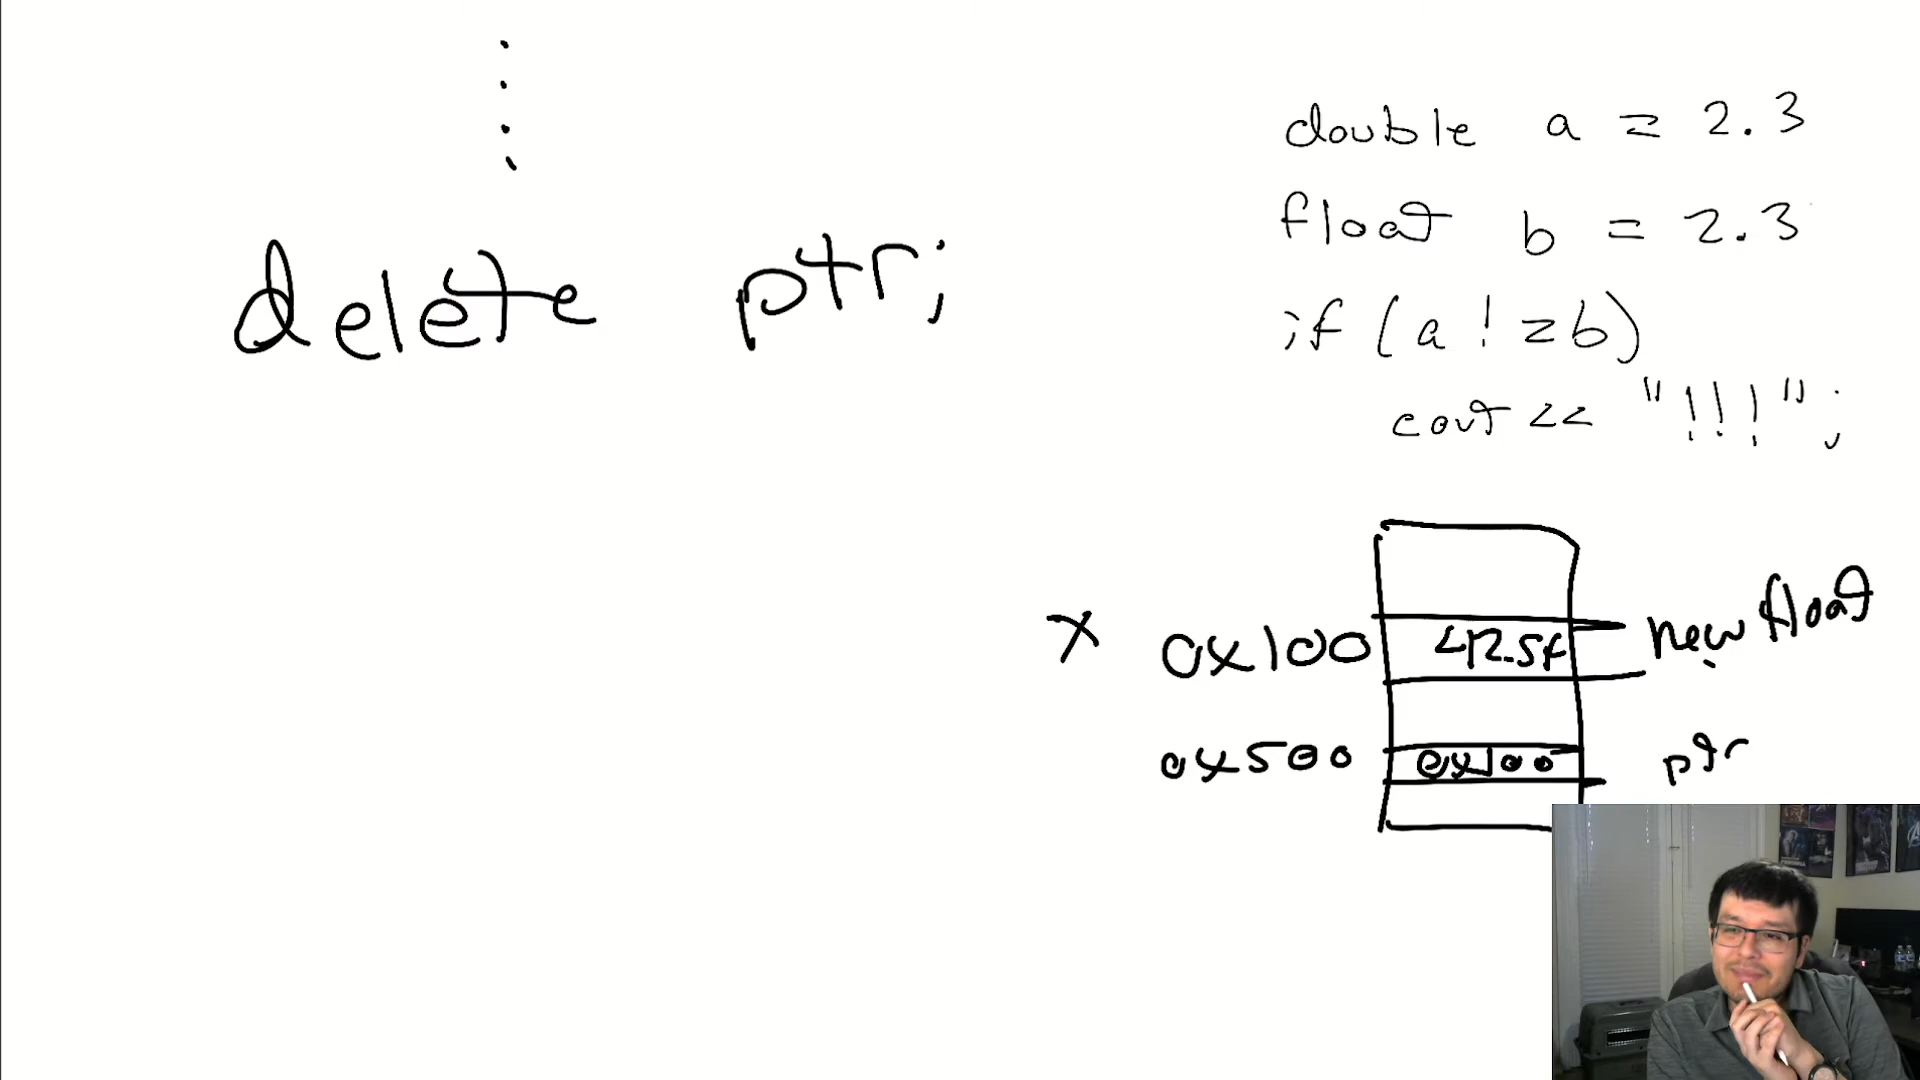 delete ptr;
double a = 2.3
float b = 2.3
if (a != b)
cout << "!!!";
x 0x100 42.5f new float
0x500 0x100 ptr